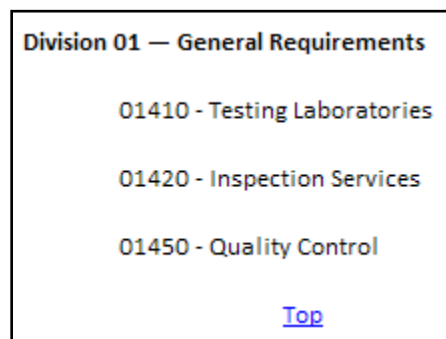 Division 01 — General Requirements
01410 - Testing Laboratories
01420 - Inspection Services
01450 - Quality Control
Top